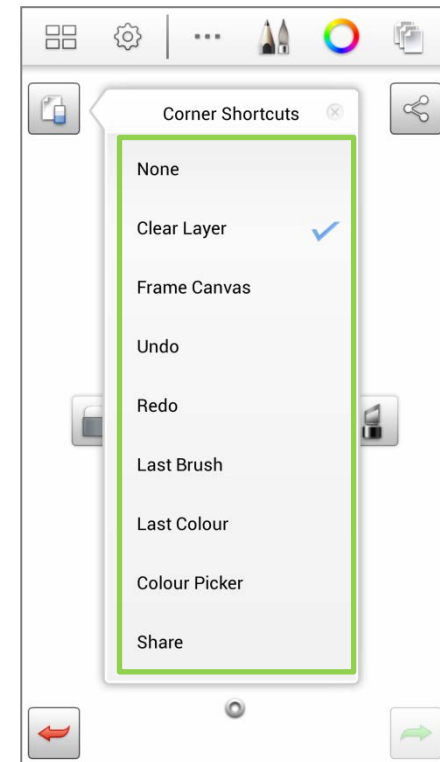 Corner Shortcuts
None
Clear Layer
Frame Canvas
Undo
Redo
Last Brush
Last Colour
Colour Picker
Share